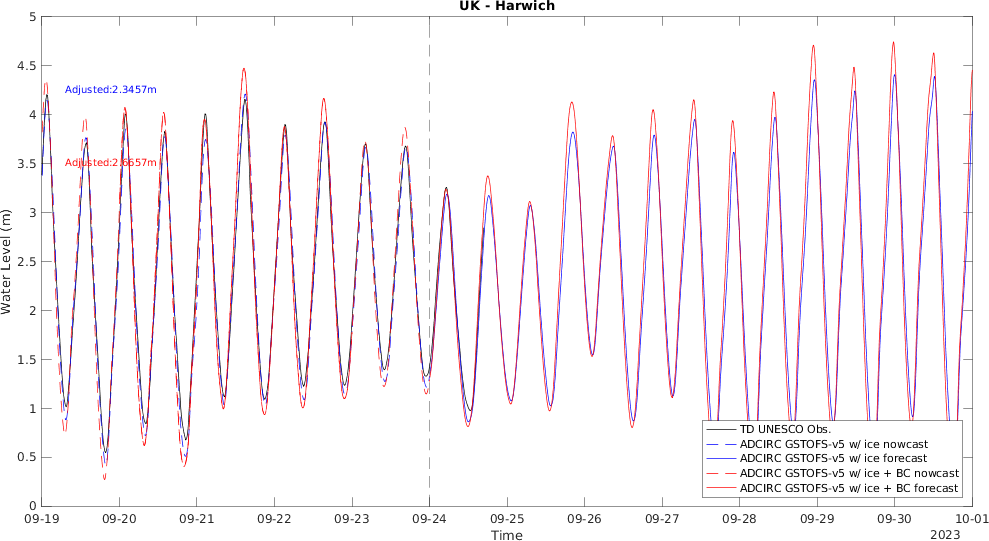 UK - Harwich
5
4.5
4
3.5
3
2.5
2
1.5
1
0.5
0
Water Level (m)
Adjusted:2.3457m
Adjusted:2.6657m
TD UNESCO Obs.
ADCIRC GSTOFS-v5 w/ ice nowcast
ADCIRC GSTOFS-v5 w/ ice forecast
ADCIRC GSTOFS-v5 w/ ice + BC nowcast
ADCIRC GSTOFS-v5 w/ ice + BC forecast
09-19 09-20 09-21 09-22 09-23 09-24 09-25 09-26 09-27 09-28 09-29 09-30 10-01
Time
2023